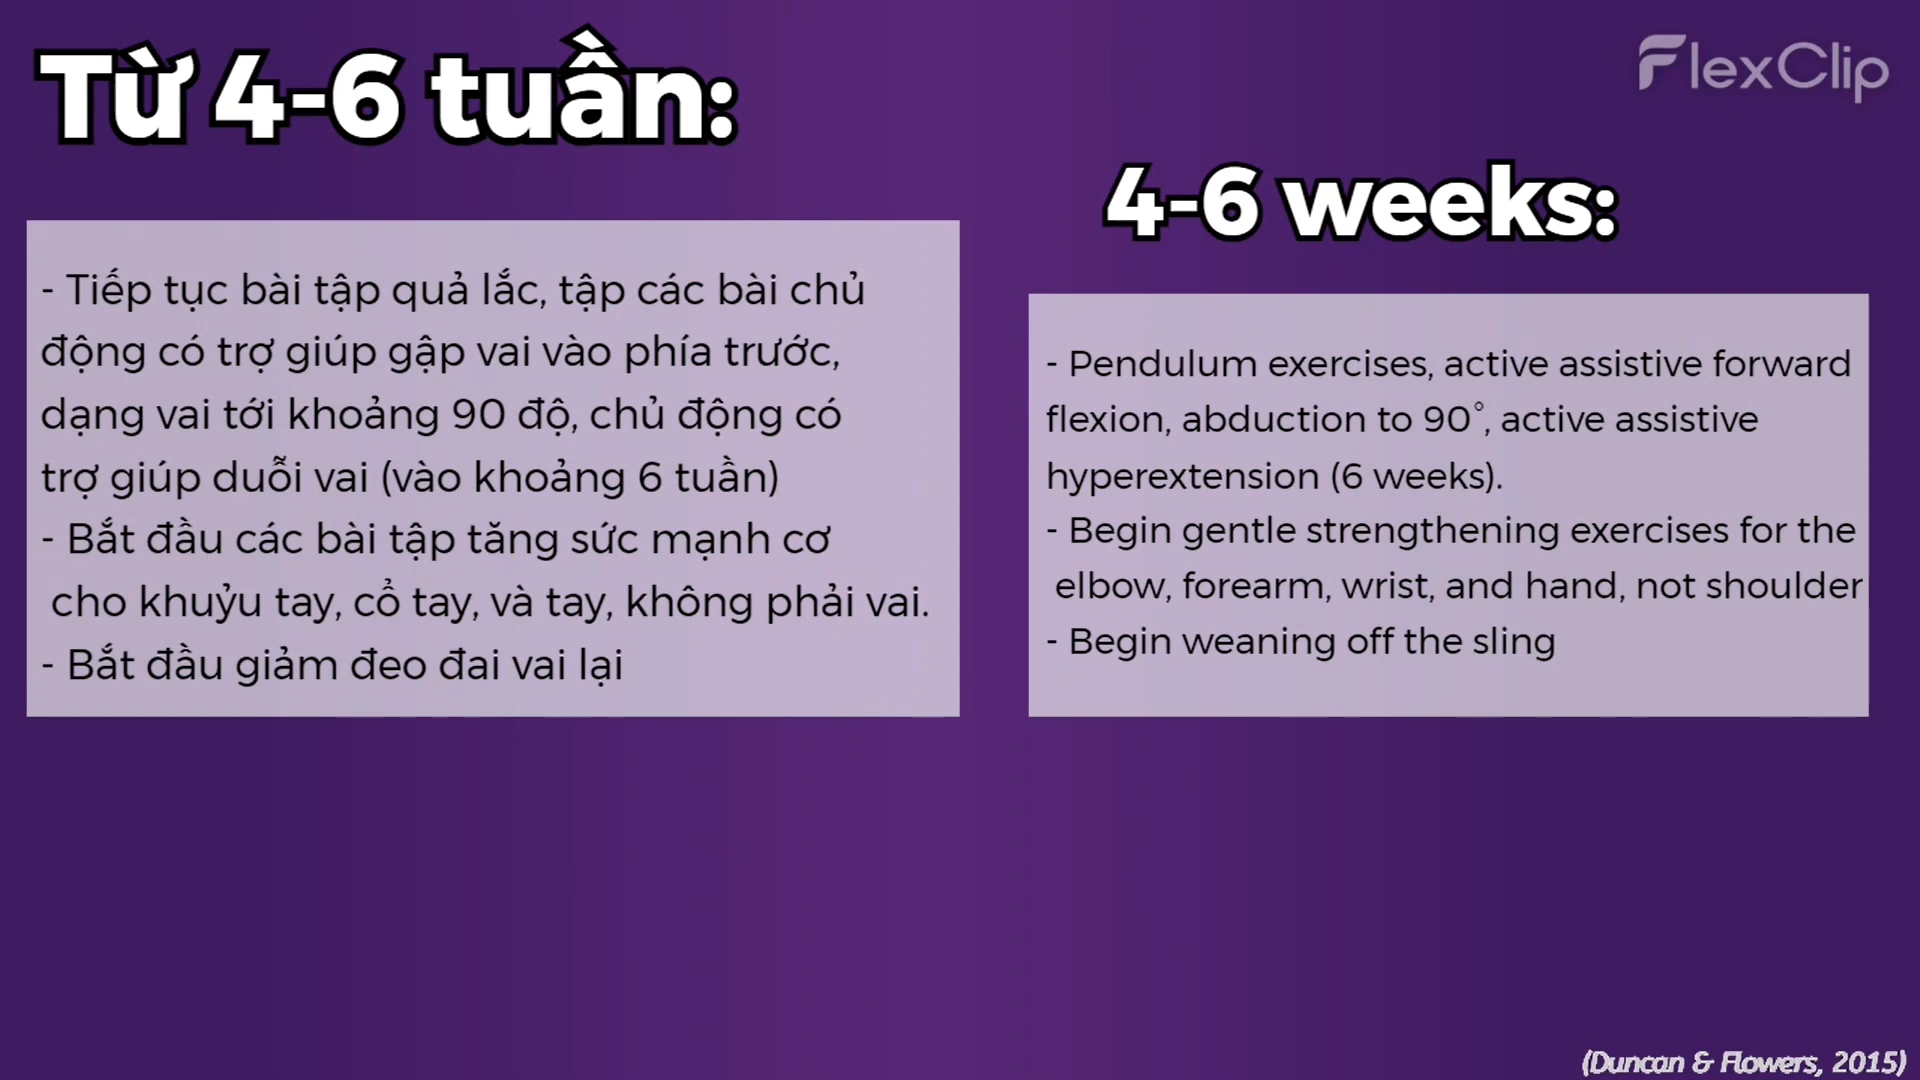 Từ 4-6 tuần:
- Tiếp tục bài tập quả lắc, tập các bài chủ
động có trợ giúp gập vai vào phía trước,
dạng vai tới khoảng 90 độ, chủ động có
trợ giúp duỗi vai (vào khoảng 6 tuần)
- Bắt đầu các bài tập tăng sức mạnh cơ
cho khuỷu tay, cổ tay, và tay, không phải vai.
- Bắt đầu giảm đeo đai vai lại
FlexClip
4-6 weeks:
- Pendulum exercises, active assistive forward
flexion, abduction to 90°, active assistive
hyperextension (6 weeks).
- Begin gentle strengthening exercises for the
elbow, forearm, wrist, and hand, not shoulder
- Begin weaning off the sling
(Duncan & Flowers, 2015)